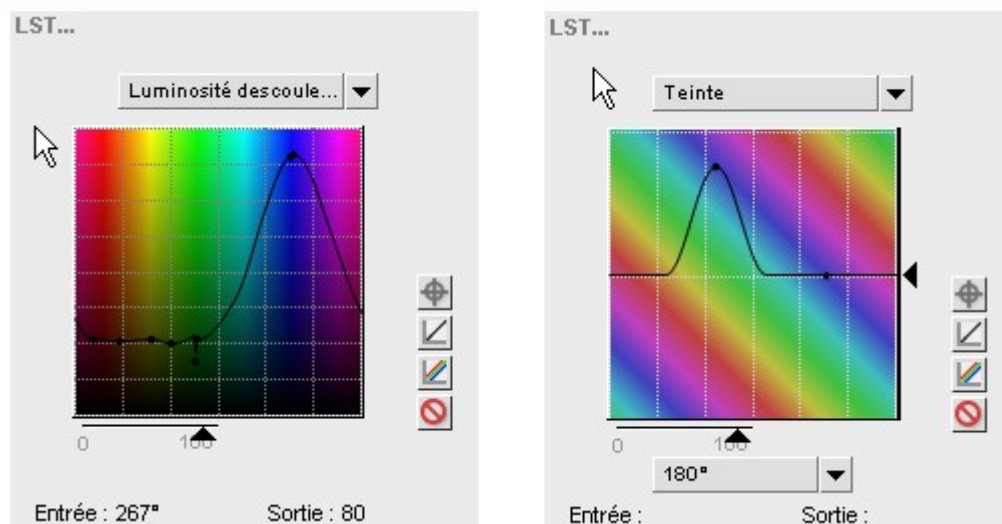 LST...
Luminosité descoule...
0 100
Entrée : 267° Sortie : 80
LST...
Teinte
0 100
180°
Entrée : Sortie :